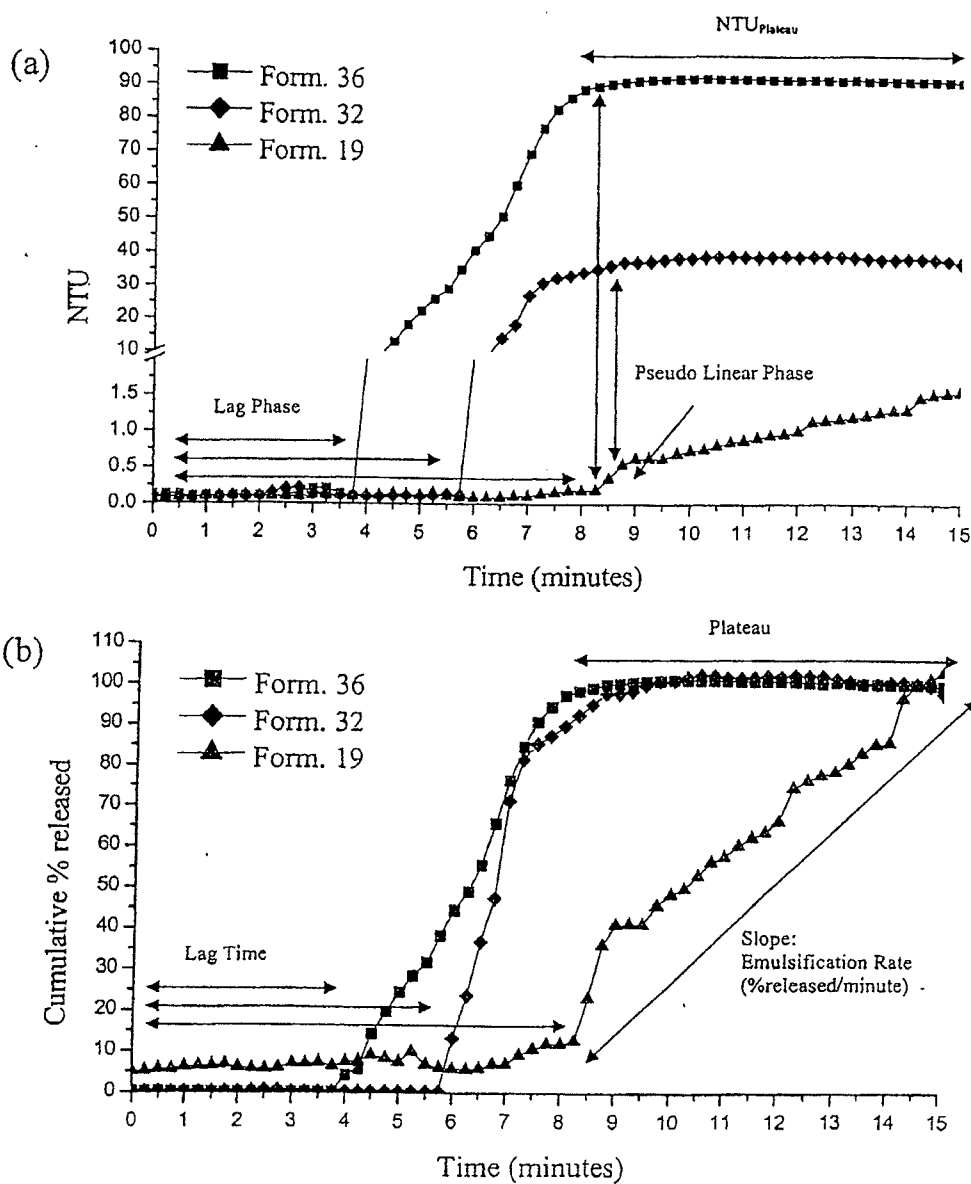 (a)
NTU_Plateau
Form. 36
Form. 32
Form. 19
100
90
80
70
60
50
40
30
20
10
1.5
1.0
0.5
0.0
NTU
Lag Phase
Pseudo Linear Phase
0 1 2 3 4 5 6 7 8 9 10 11 12 13 14 15
Time (minutes)
(b)
Plateau
Form. 36
Form. 32
Form. 19
110
100
90
80
70
60
50
40
30
20
10
0
Cumulative % released
Lag Time
Slope:
Emulsification Rate
(%released/minute)
0 1 2 3 4 5 6 7 8 9 10 11 12 13 14 15
Time (minutes)